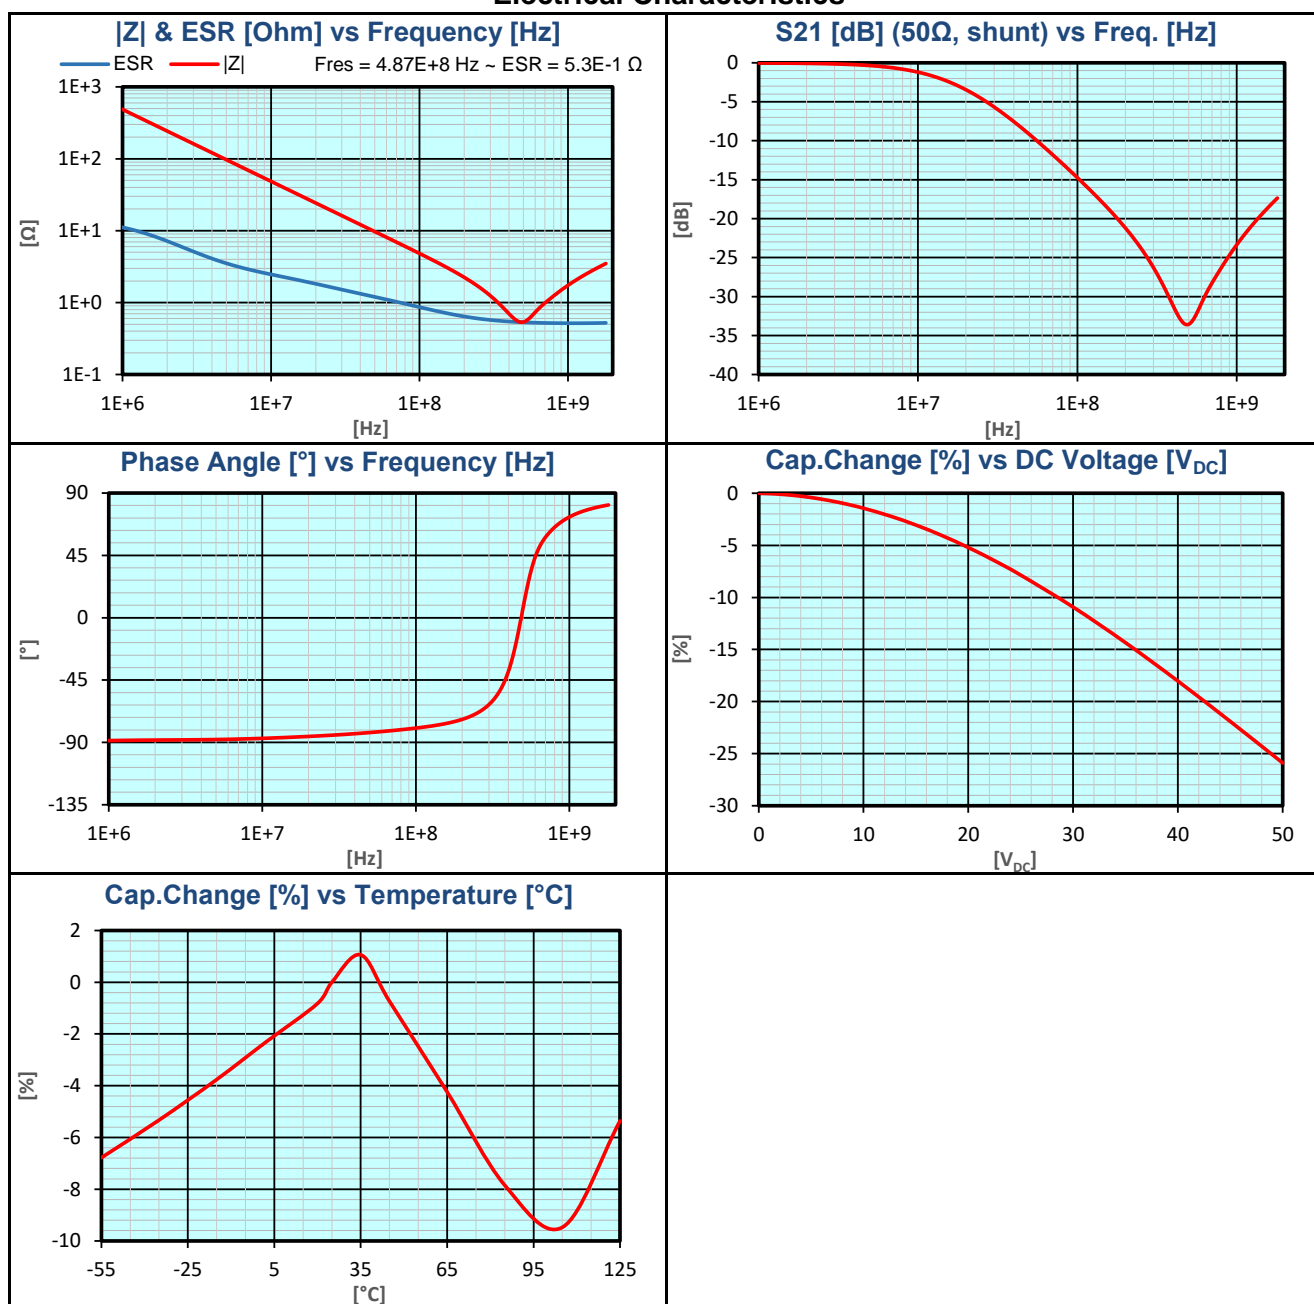 Electrical Characteristics
|Z| & ESR [Ohm] vs Frequency [Hz]
ESR |Z| Fres = 4.87E+8 Hz ~ ESR = 5.3E-1 Ω
1E+3
1E+2
1E+1
1E+0
1E-1
[Ω]
1E+6 1E+7 1E+8 1E+9
[Hz]
S21 [dB] (50Ω, shunt) vs Freq. [Hz]
0
-5
-10
-15
-20
-25
-30
-35
-40
[dB]
1E+6 1E+7 1E+8 1E+9
[Hz]
Phase Angle [°] vs Frequency [Hz]
90
45
0
-45
-90
-135
[°]
1E+6 1E+7 1E+8 1E+9
[Hz]
Cap.Change [%] vs DC Voltage [VDC]
0
-5
-10
-15
-20
-25
-30
[%]
0 10 20 30 40 50
[VDC]
Cap.Change [%] vs Temperature [°C]
2
0
-2
-4
-6
-8
-10
[%]
-55 -25 5 35 65 95 125
[°C]